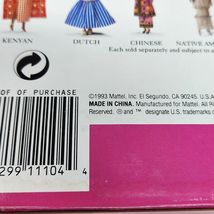 KENYAN DUTCH CHINESE NATIVE AM
Each sold separately and subject to a
OF OF PURCHASE
©1993 Mattel, Inc. El Segundo, CA 90245. U.S.A
MADE IN CHINA. Manufactured for Mattel. All R
Reserved. ® and ™ designate U.S. trademarks o
299 11104 4